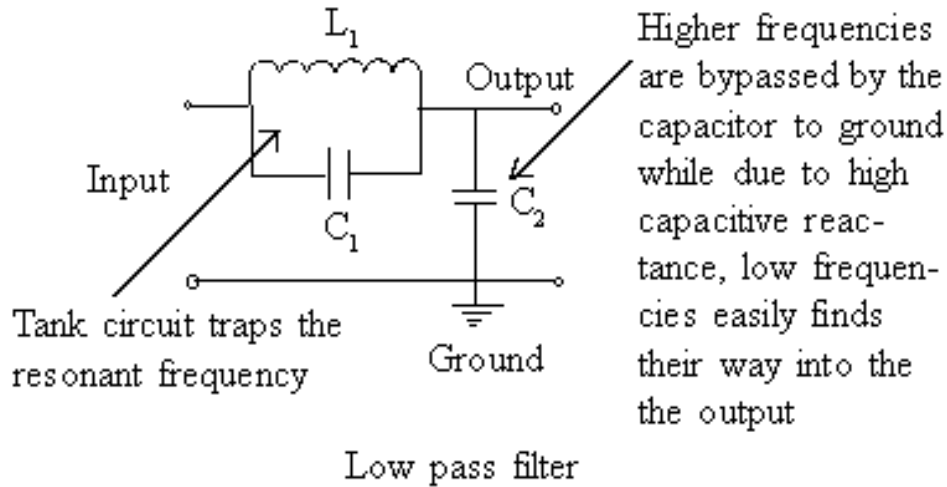 L1
Output
Input
C1
C2
Ground
Tank circuit traps the
resonant frequency
Higher frequencies
are bypassed by the
capacitor to ground
while due to high
capacitive reac-
tance, low frequen-
cies easily finds
their way into the
the output
Low pass filter